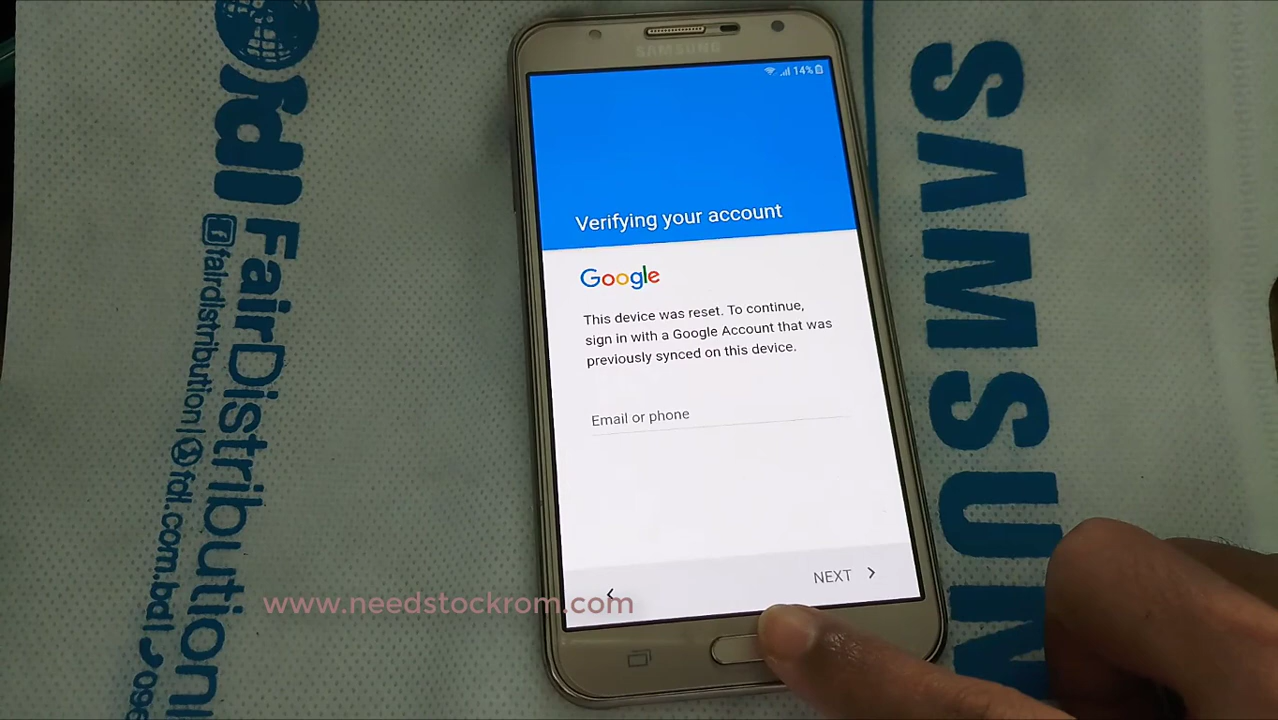 SAMSUNG
14%
Verifying your account
Google
This device was reset. To continue,
sign in with a Google Account that was
previously synced on this device.
Email or phone
NEXT
www.needstockrom.com
fdl
FairDistribution
fairdistribution
fdl.com.bd
096
SAMSUN